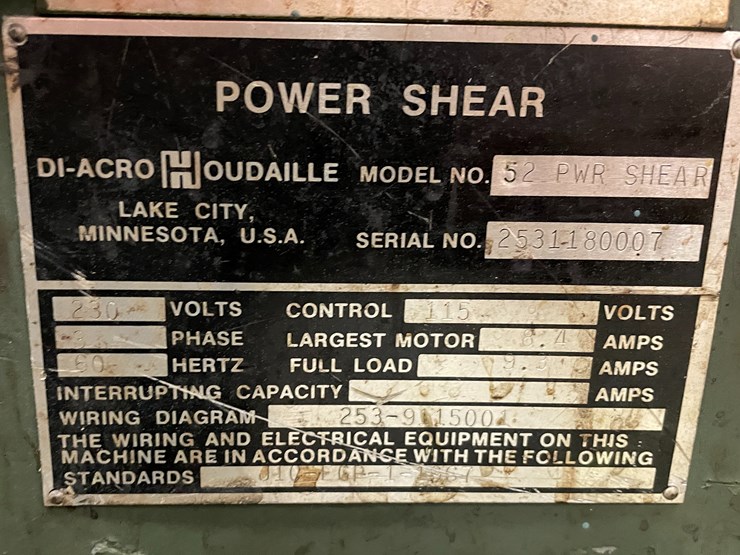 POWER SHEAR
DI-ACRO HOUDAILLE MODEL NO. 52 PWR SHEAR
LAKE CITY,
MINNESOTA, U.S.A. SERIAL NO. 2531180007
230 VOLTS CONTROL 115 VOLTS
PHASE LARGEST MOTOR 8.4 AMPS
60 HERTZ FULL LOAD AMPS
INTERRUPTING CAPACITY AMPS
WIRING DIAGRAM
THE WIRING AND ELECTRICAL EQUIPMENT ON THIS
MACHINE ARE IN ACCORDANCE WITH THE FOLLOWING
STANDARDS